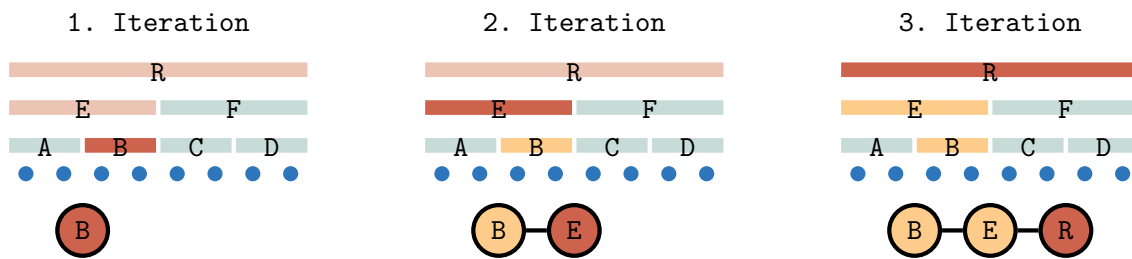 1. Iteration 2. Iteration 3. Iteration
R R R
E F E F E F
A B C D A B C D A B C D
B B E B E R